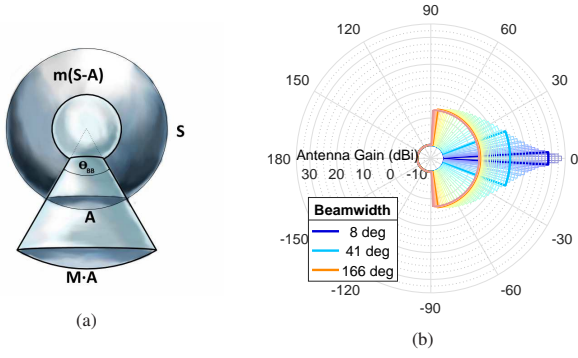 m(S-A)
S
Θ88
A
M·A
(a)
90
120
60
150
30
180
Antenna Gain (dBi)
30 20 10 0 -10
0
Beamwidth
8 deg
41 deg
166 deg
-150
-30
-120
-60
-90
(b)